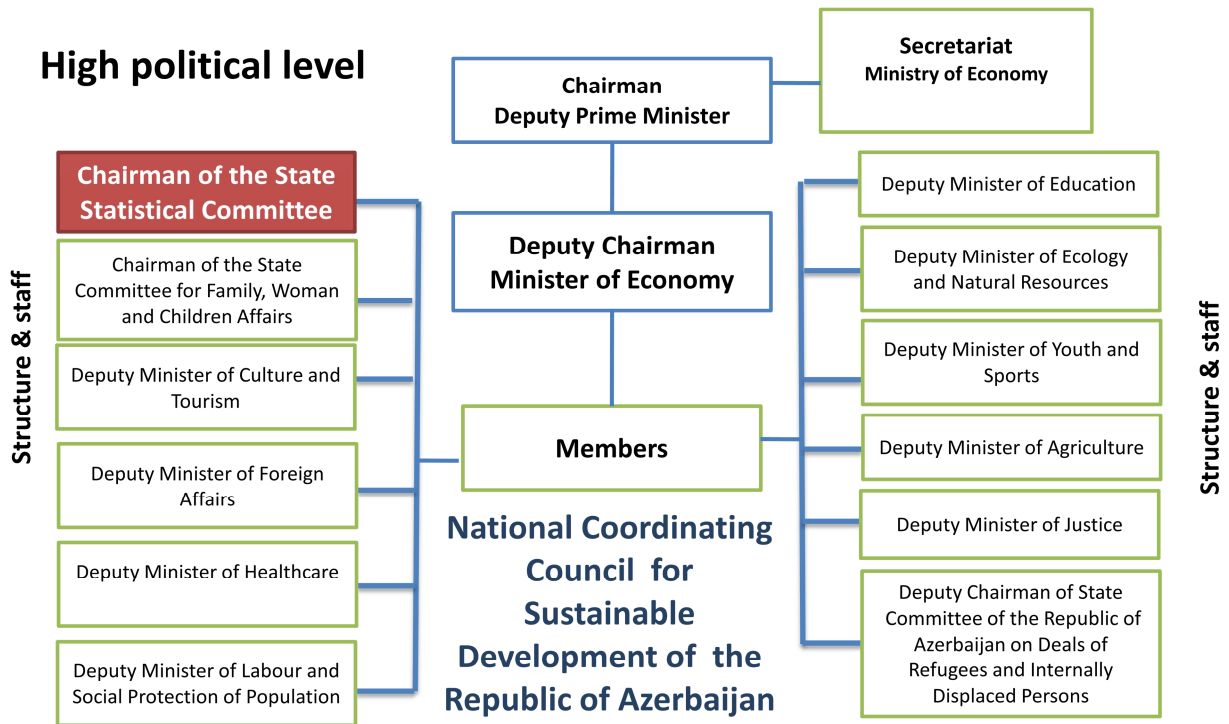 High political level
Chairman
Deputy Prime Minister
Secretariat
Ministry of Economy
Chairman of the State
Statistical Committee
Chairman of the State
Committee for Family, Woman
and Children Affairs
Deputy Minister of Culture and
Tourism
Deputy Minister of Foreign
Affairs
Deputy Minister of Healthcare
Deputy Minister of Labour and
Social Protection of Population
Structure & staff
Deputy Chairman
Minister of Economy
Members
National Coordinating
Council for
Sustainable
Development of the
Republic of Azerbaijan
Deputy Minister of Education
Deputy Minister of Ecology
and Natural Resources
Deputy Minister of Youth and
Sports
Deputy Minister of Agriculture
Deputy Minister of Justice
Deputy Chairman of State
Committee of the Republic of
Azerbaijan on Deals of
Refugees and Internally
Displaced Persons
Structure & staff